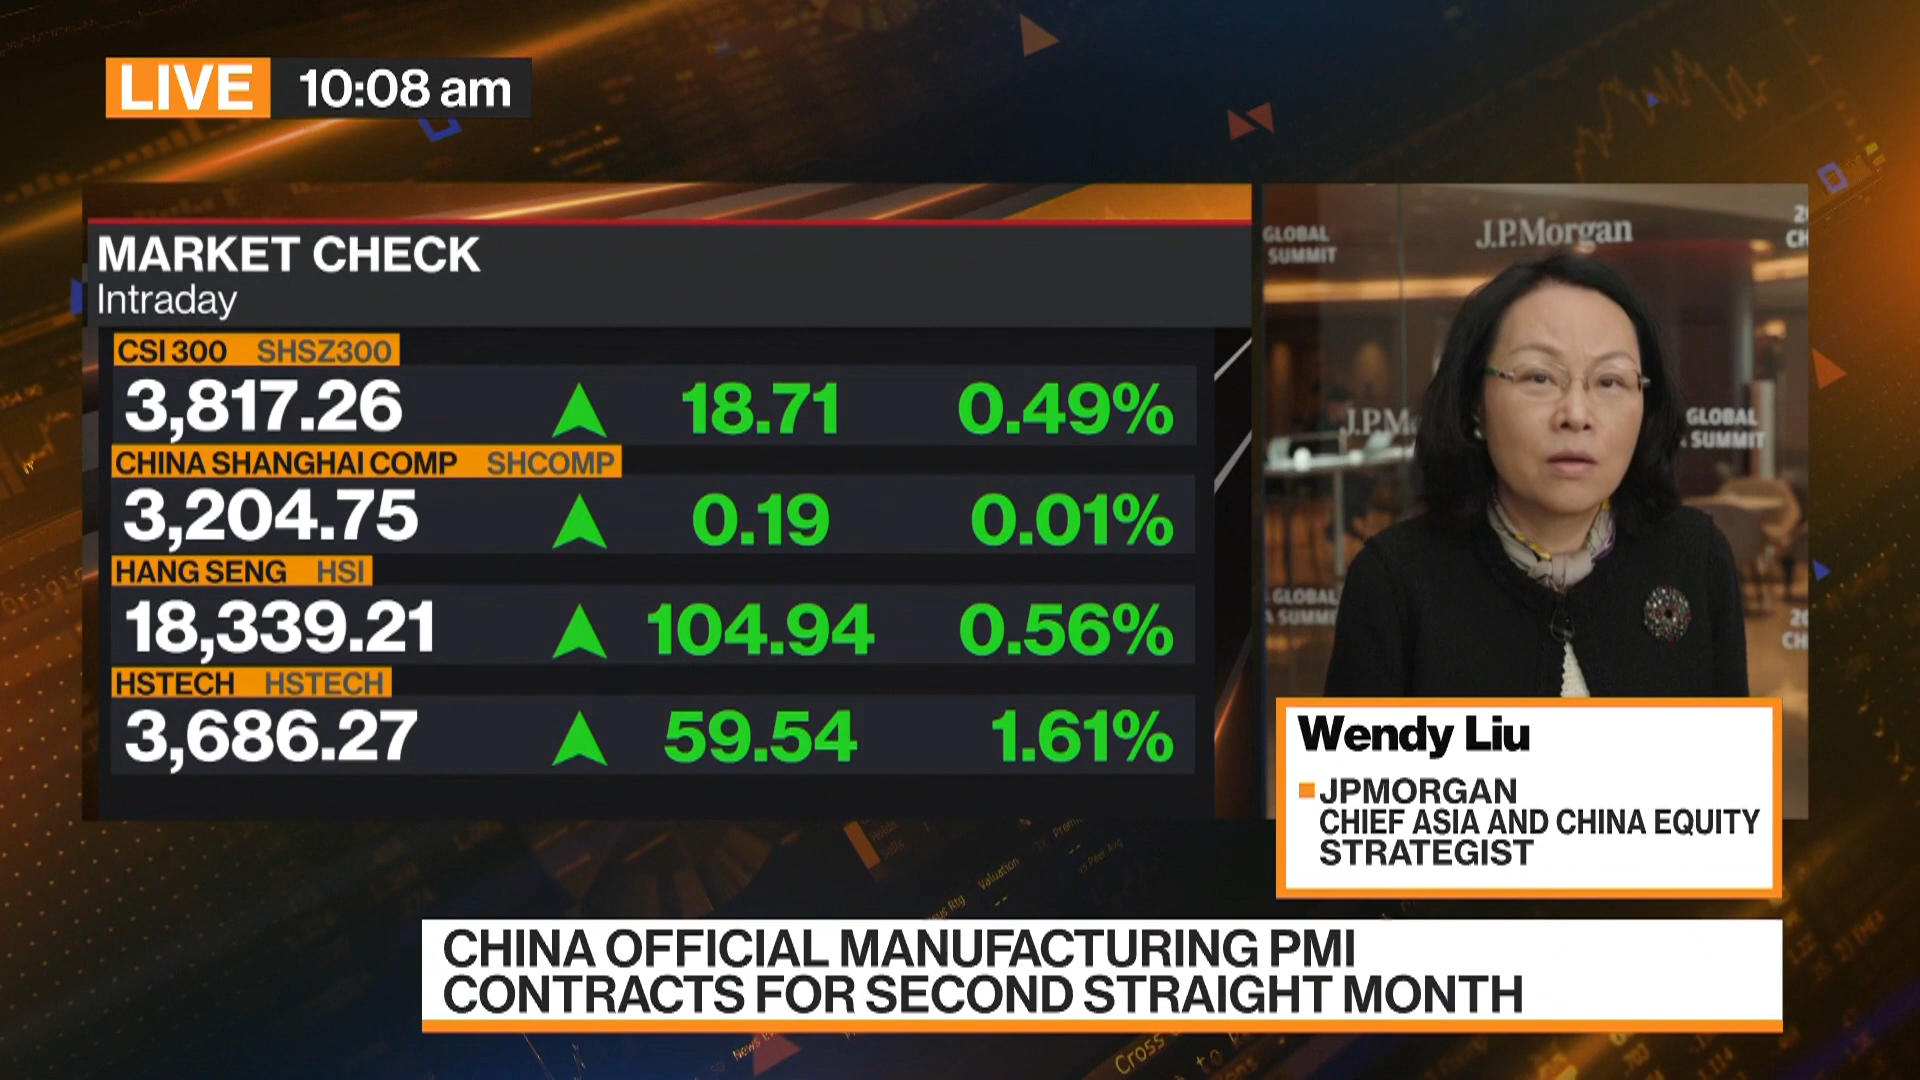 LIVE 10:08 am
MARKET CHECK
Intraday
CSI 300 SHSZ300
3,817.26 ▲ 18.71 0.49%
CHINA SHANGHAI COMP SHCOMP
3,204.75 ▲ 0.19 0.01%
HANG SENG HSI
18,339.21 ▲ 104.94 0.56%
HSTECH HSTECH
3,686.27 ▲ 59.54 1.61%
GLOBAL
SUMMIT
J.P.Morgan
GLOBAL
SUMMIT
GLOBAL
Wendy Liu
JPMORGAN
CHIEF ASIA AND CHINA EQUITY
STRATEGIST
CHINA OFFICIAL MANUFACTURING PMI
CONTRACTS FOR SECOND STRAIGHT MONTH
Valuation
Cross